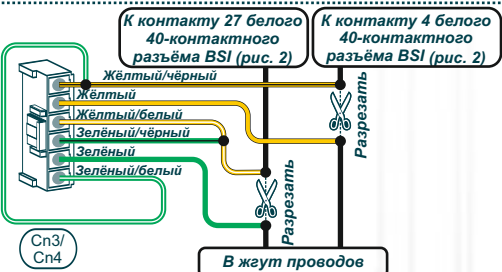 К контакту 27 белого
40-контактного
разъёма BSI (рис. 2)
К контакту 4 белого
40-контактного
разъёма BSI (рис. 2)
Жёлтый/чёрный
Жёлтый
Жёлтый/белый
Зелёный/чёрный
Зелёный
Зелёный/белый
Разрезать
Разрезать
Cn3/
Cn4
В жгут проводов